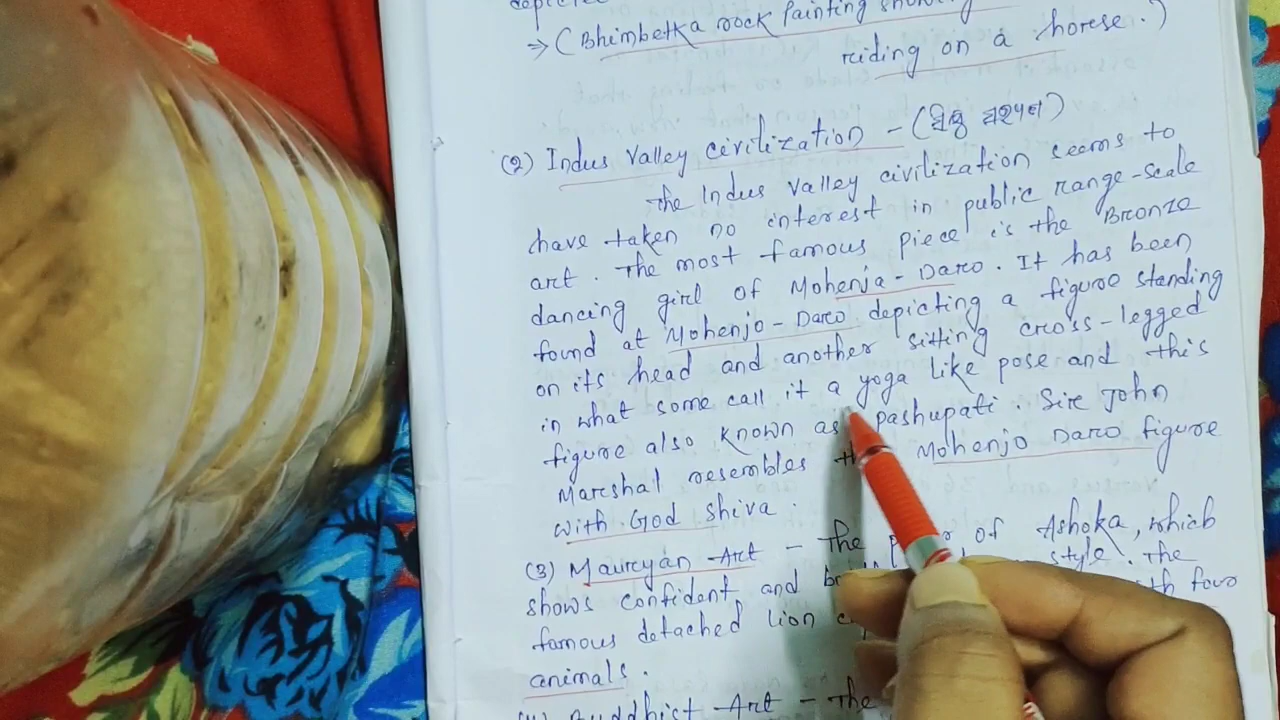 depicted
⇒ (Bhimbetka rock Painting showing
riding on a horese.)
(2) Indus Valley civilization - (ସିନ୍ଧୁ ସଭ୍ୟତା)
the Indus Valley civilization seems to
have taken no interest in public range-scale
art. The most famous piece is the Bronze
dancing girl of Mohenja-Daro. It has been
found at Mohenjo-Daro depicting a figure standing
on its head and another sitting cross-legged
in what some call it a yoga like pose and this
figure also known as pashupati. Sir John
Marshal resembles Mohenjo Daro figure
with God shiva.
(3) Mauryan Art - The of Ashoka, which
shows confident and style. The
famous detached lion four
animals.
Buddhist Art - The